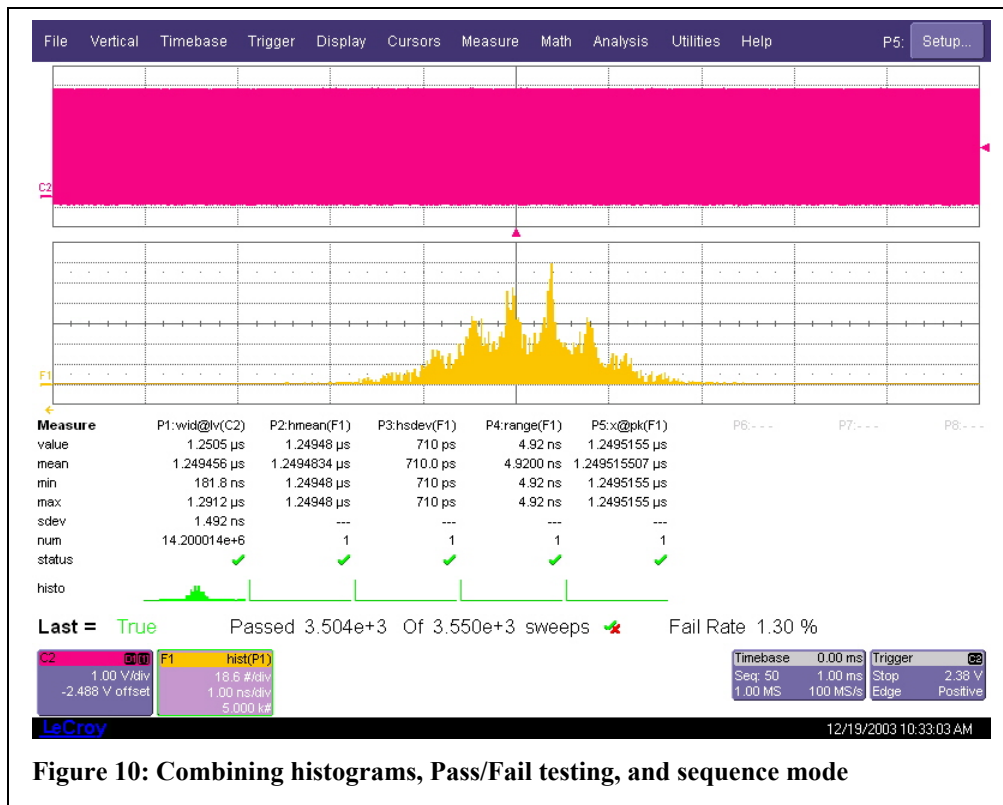 File Vertical Timebase Trigger Display Cursors Measure Math Analysis Utilities Help P5: Setup...
C2
F1
Measure P1:wid@lv(C2) P2:hmean(F1) P3:hsdev(F1) P4:range(F1) P5:x@pk(F1) P6:- - - P7:- - - P8:- - -
value 1.2505 µs 1.24948 µs 710 ps 4.92 ns 1.2495155 µs
mean 1.249456 µs 1.2494834 µs 710.0 ps 4.9200 ns 1.249515507 µs
min 181.8 ns 1.24948 µs 710 ps 4.92 ns 1.2495155 µs
max 1.2912 µs 1.24948 µs 710 ps 4.92 ns 1.2495155 µs
sdev 1.492 ns --- --- --- ---
num 14.200014e+6 1 1 1 1
status
histo
Last = True Passed 3.504e+3 Of 3.550e+3 sweeps Fail Rate 1.30 %
C2 F1 hist(P1) Timebase 0.00 ms Trigger C2
1.00 V/div 18.6 #/div Seq: 50 1.00 ms Stop 2.38 V
-2.488 V offset 1.00 ns/div 1.00 MS 100 MS/s Edge Positive
5.000 k#
LeCroy 12/19/2003 10:33:03 AM
Figure 10: Combining histograms, Pass/Fail testing, and sequence mode